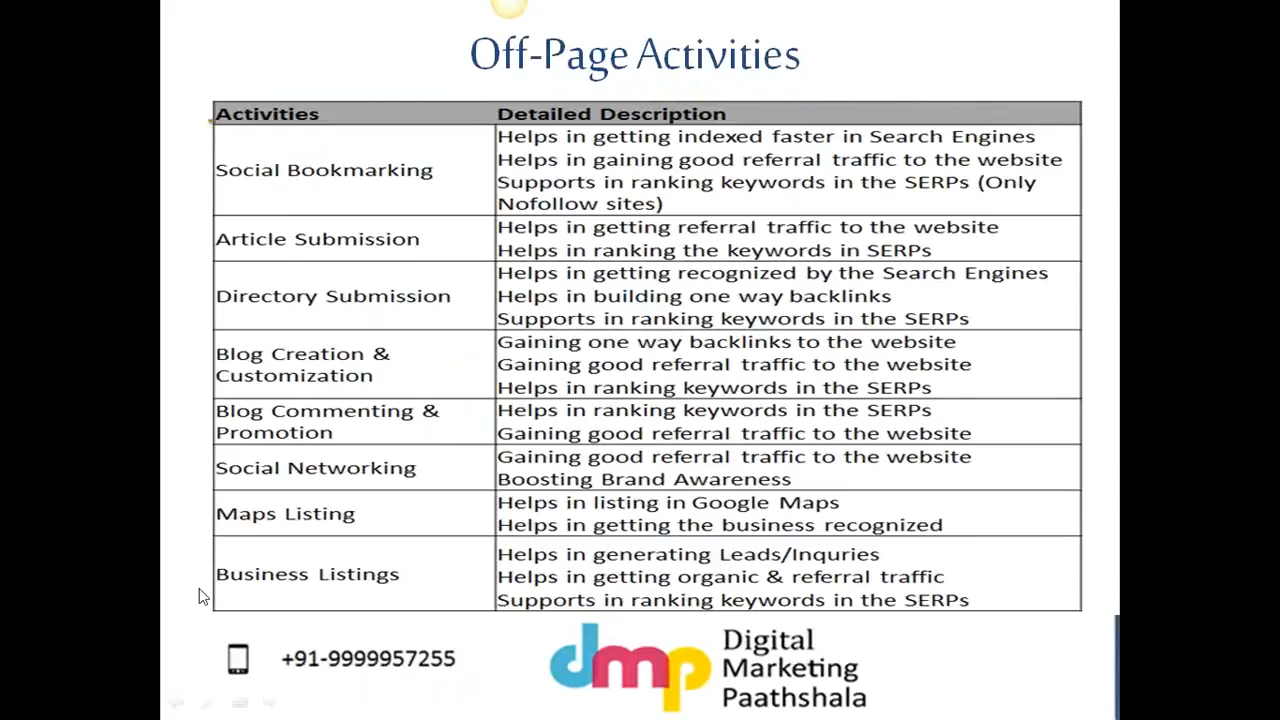 Off-Page Activities
Activities
Detailed Description
Social Bookmarking
Helps in getting indexed faster in Search Engines
Helps in gaining good referral traffic to the website
Supports in ranking keywords in the SERPs (Only
Nofollow sites)
Article Submission
Helps in getting referral traffic to the website
Helps in ranking the keywords in SERPs
Directory Submission
Helps in getting recognized by the Search Engines
Helps in building one way backlinks
Supports in ranking keywords in the SERPs
Blog Creation &
Customization
Gaining one way backlinks to the website
Gaining good referral traffic to the website
Helps in ranking keywords in the SERPs
Blog Commenting &
Promotion
Helps in ranking keywords in the SERPs
Gaining good referral traffic to the website
Social Networking
Gaining good referral traffic to the website
Boosting Brand Awareness
Maps Listing
Helps in listing in Google Maps
Helps in getting the business recognized
Business Listings
Helps in generating Leads/Inquries
Helps in getting organic & referral traffic
Supports in ranking keywords in the SERPs
+91-9999957255
dmp
Digital
Marketing
Paathshala